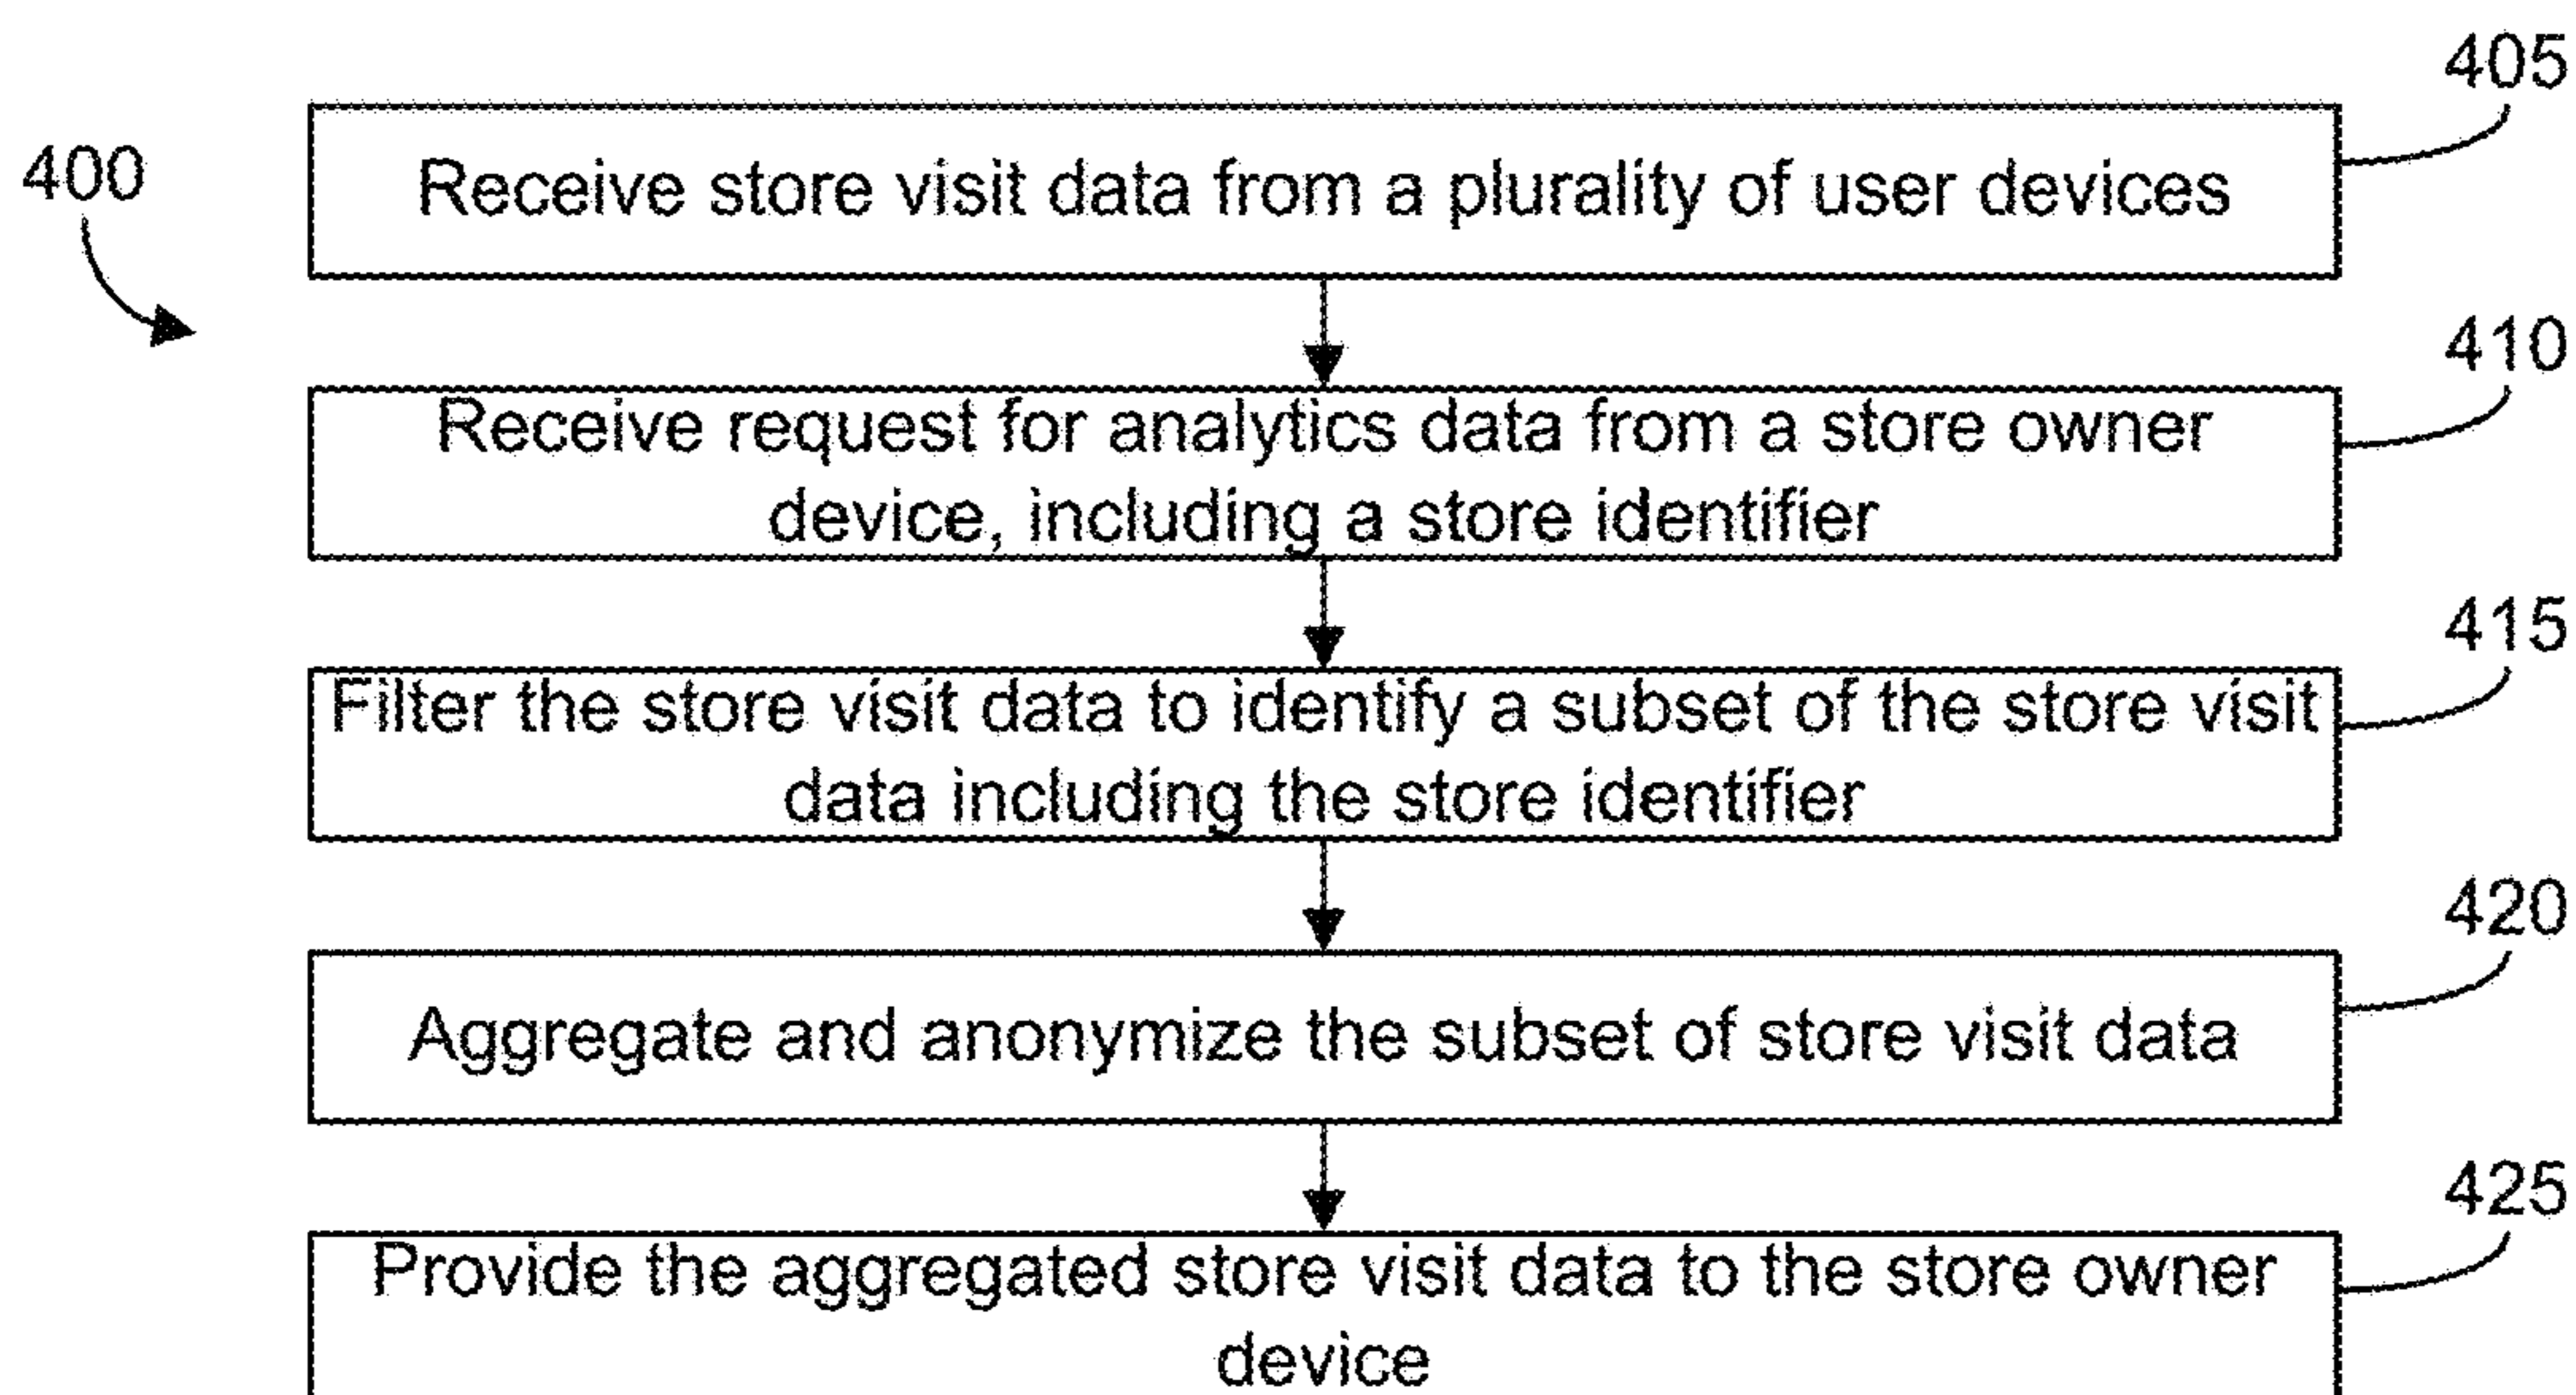 405
400
Receive store visit data from a plurality of user devices
410
Receive request for analytics data from a store owner
device, including a store identifier
415
Filter the store visit data to identify a subset of the store visit
data including the store identifier
420
Aggregate and anonymize the subset of store visit data
425
Provide the aggregated store visit data to the store owner
device